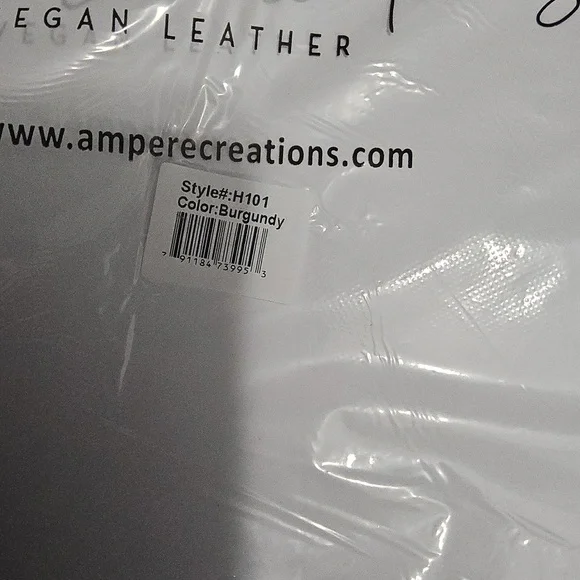 EGAN LEATHER
www.amperecreations.com
Style#:H101
Color:Burgundy
7 91184 73995 3